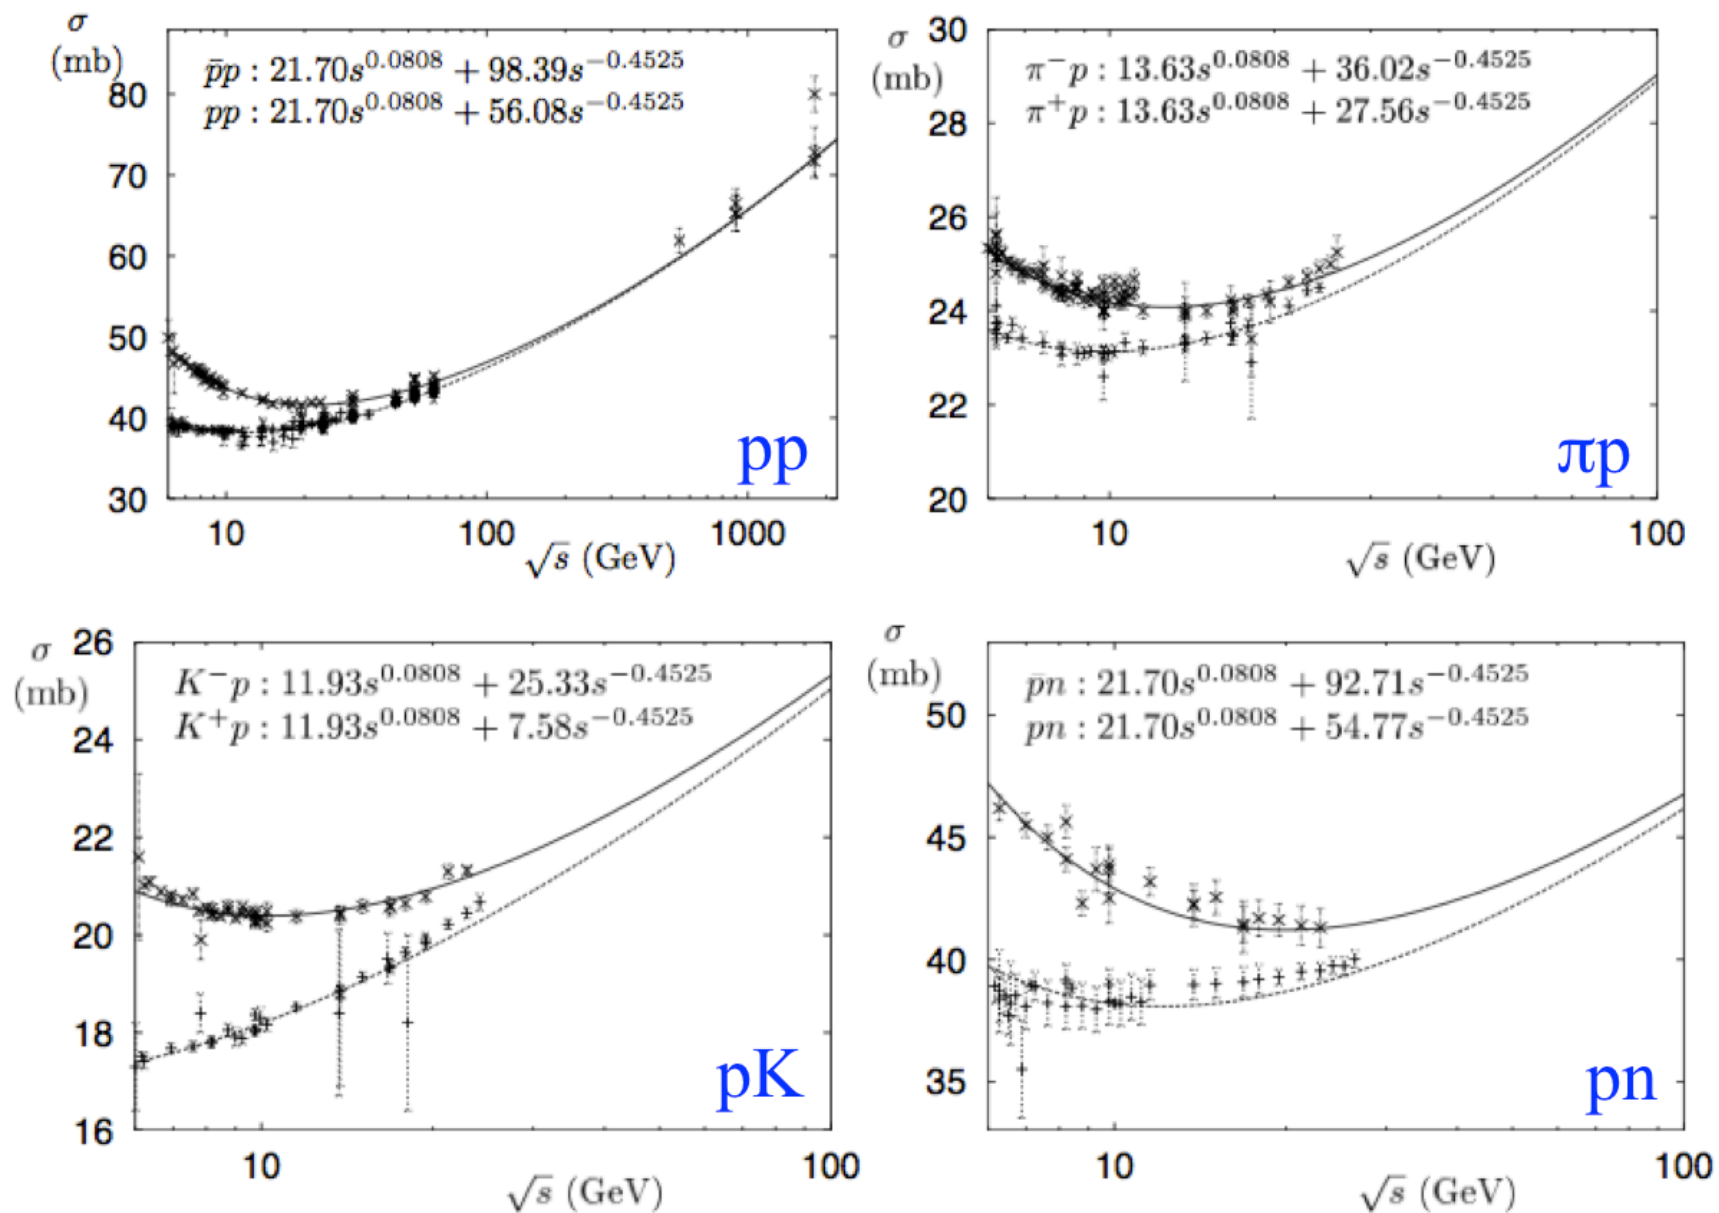 σ
(mb)
p̄p : 21.70s^0.0808 + 98.39s^−0.4525
pp : 21.70s^0.0808 + 56.08s^−0.4525
80
70
60
50
40
30
pp
10 100 1000
√s (GeV)
σ
(mb)
π⁻p : 13.63s^0.0808 + 36.02s^−0.4525
π⁺p : 13.63s^0.0808 + 27.56s^−0.4525
30
28
26
24
22
20
πp
10 100
√s (GeV)
σ
(mb)
K⁻p : 11.93s^0.0808 + 25.33s^−0.4525
K⁺p : 11.93s^0.0808 + 7.58s^−0.4525
26
24
22
20
18
16
pK
10 100
√s (GeV)
σ
(mb)
p̄n : 21.70s^0.0808 + 92.71s^−0.4525
pn : 21.70s^0.0808 + 54.77s^−0.4525
50
45
40
35
pn
10 100
√s (GeV)